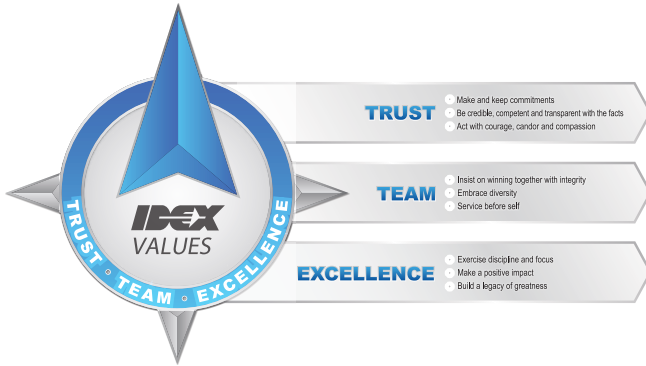 TRUST
Make and keep commitments
Be credible, competent and transparent with the facts
Act with courage, candor and compassion
TEAM
Insist on winning together with integrity
Embrace diversity
Service before self
EXCELLENCE
Exercise discipline and focus
Make a positive impact
Build a legacy of greatness
IDEX
VALUES
TRUST • TEAM • EXCELLENCE